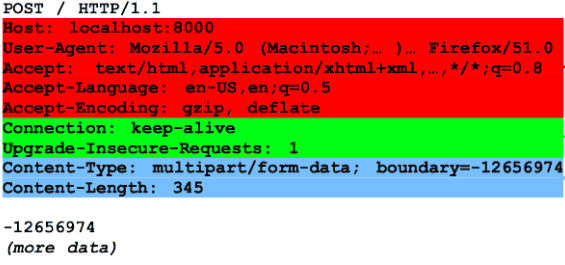 POST / HTTP/1.1
Host: localhost:8000
User-Agent: Mozilla/5.0 (Macintosh;… )… Firefox/51.0
Accept: text/html,application/xhtml+xml,…,*/*;q=0.8
Accept-Language: en-US,en;q=0.5
Accept-Encoding: gzip, deflate
Connection: keep-alive
Upgrade-Insecure-Requests: 1
Content-Type: multipart/form-data; boundary=-12656974
Content-Length: 345
-12656974
(more data)